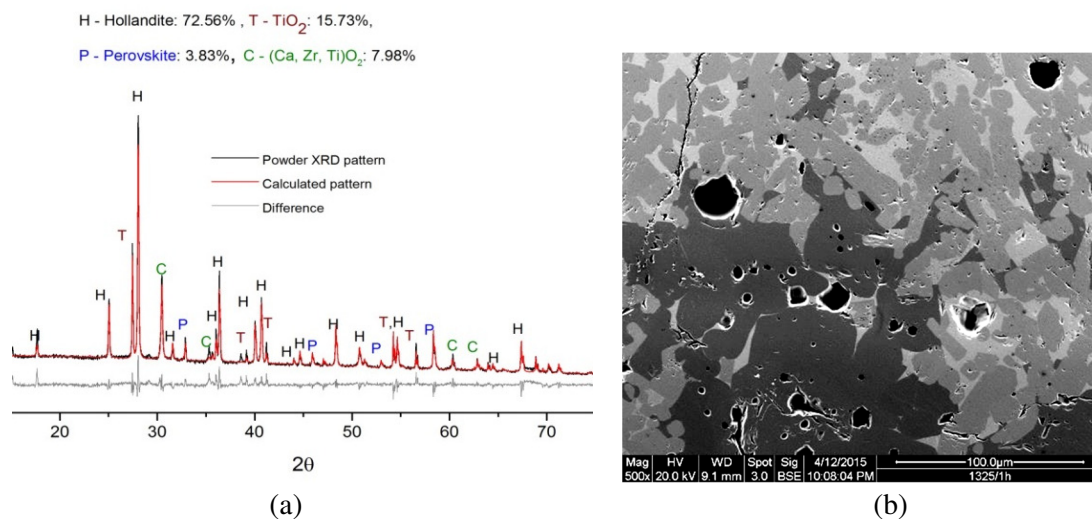 H - Hollandite: 72.56% , T - TiO2: 15.73%,
P - Perovskite: 3.83%, C - (Ca, Zr, Ti)O2: 7.98%
H
Powder XRD pattern
Calculated pattern
Difference
T
C
H
H
H
H
H
P
H
H
T, H
P
H
C
T
T
H
H
P
H
P
T
C
C
H
20 30 40 50 60 70
2θ
(a)
Mag HV WD Spot Sig 4/12/2015 100.0µm
500x 20.0 kV 9.1 mm 3.0 BSE 10:08:04 PM 1325/1h
(b)